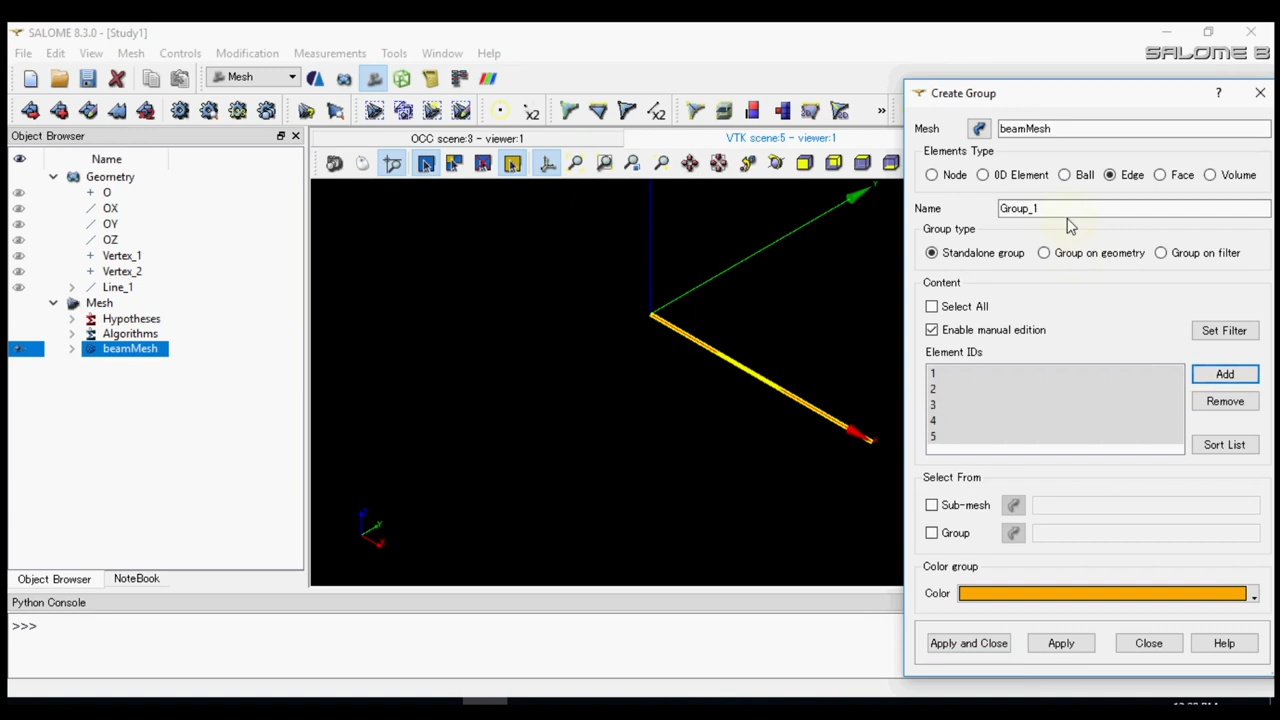 SALOME 8.3.0 - [Study1]
File Edit View Mesh Controls Modification Measurements Tools Window Help
SALOME 8
Mesh
x2 x2 »
Object Browser
Name
Geometry
O
OX
OY
OZ
Vertex_1
Vertex_2
Line_1
Mesh
Hypotheses
Algorithms
beamMesh
Object Browser NoteBook
OCC scene:3 - viewer:1 VTK scene:5 - viewer:1
Python Console
>>>
Create Group ?
Mesh beamMesh
Elements Type
Node 0D Element Ball Edge Face Volume
Name Group_1
Group type
Standalone group Group on geometry Group on filter
Content
Select All
Enable manual edition Set Filter
Element IDs
1
2
3
4
5
Add
Remove
Sort List
Select From
Sub-mesh
Group
Color group
Color
Apply and Close Apply Close Help